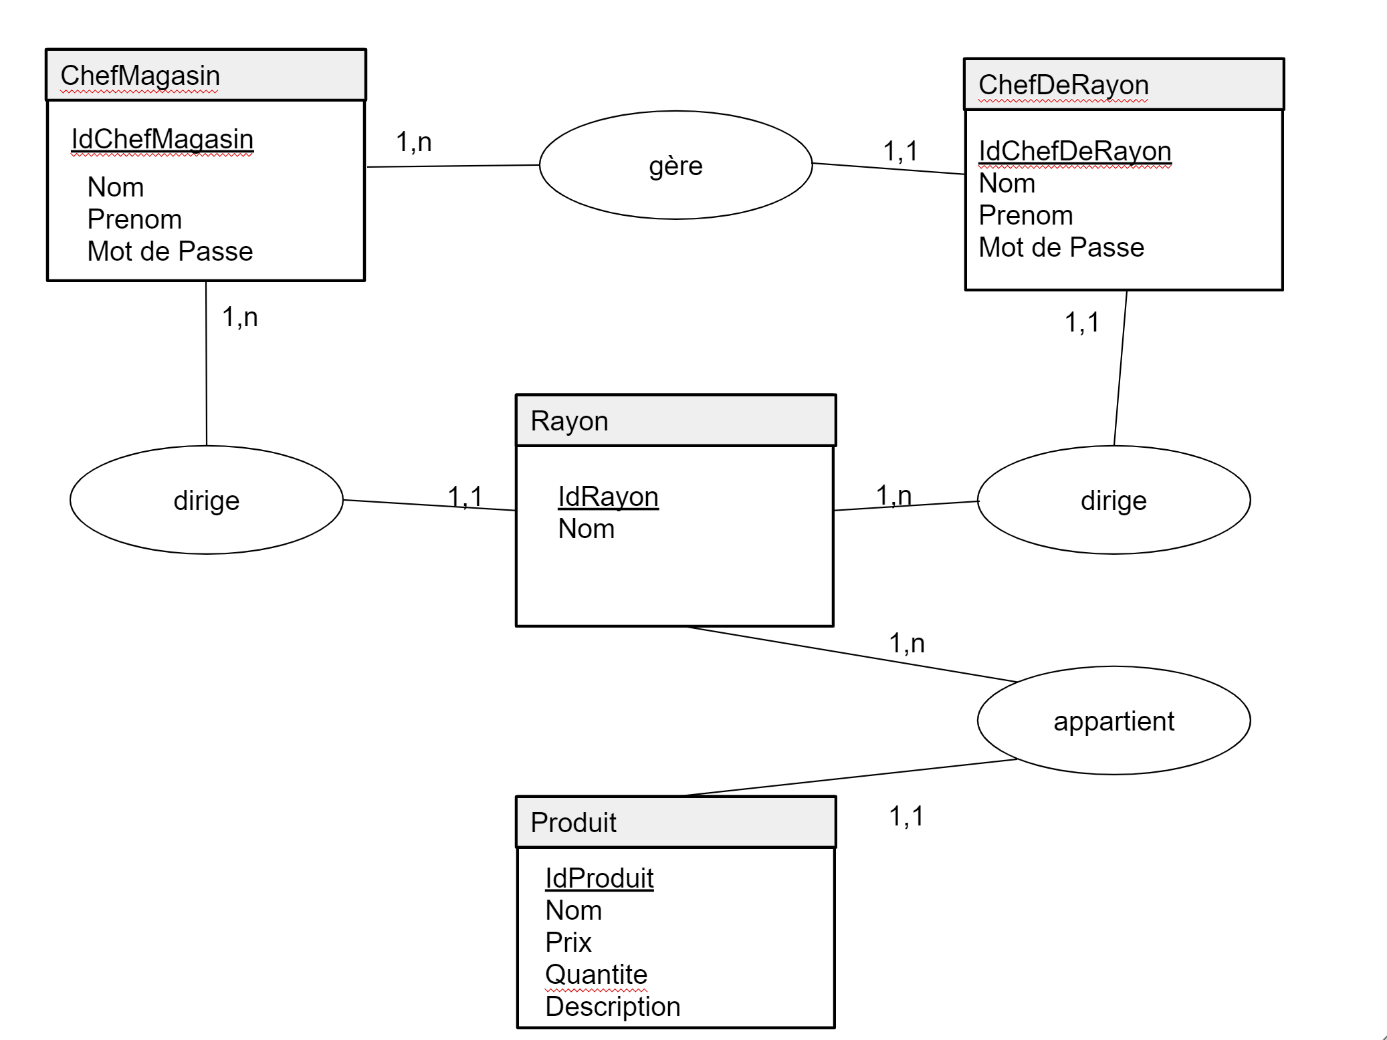 ChefMagasin
IdChefMagasin
Nom
Prenom
Mot de Passe
1,n
gère
1,1
ChefDeRayon
IdChefDeRayon
Nom
Prenom
Mot de Passe
1,n
1,1
dirige
1,1
Rayon
IdRayon
Nom
1,n
dirige
1,n
appartient
1,1
Produit
IdProduit
Nom
Prix
Quantite
Description